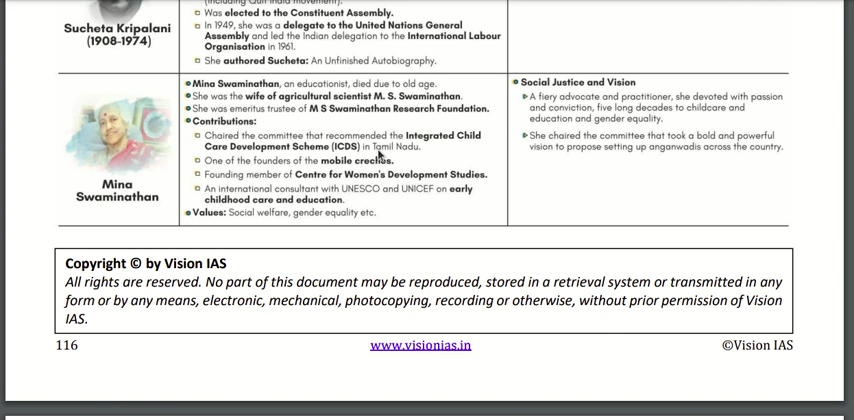 (including Quit India movement).
Was elected to the Constituent Assembly.
In 1949, she was a delegate to the United Nations General
Assembly and led the Indian delegation to the International Labour
Organisation in 1961.
She authored Sucheta: An Unfinished Autobiography.
Sucheta Kripalani
(1908-1974)
Mina Swaminathan
Mina Swaminathan, an educationist, died due to old age.
She was the wife of agricultural scientist M. S. Swaminathan.
She was emeritus trustee of M S Swaminathan Research Foundation.
Contributions:
Chaired the committee that recommended the Integrated Child
Care Development Scheme (ICDS) in Tamil Nadu.
One of the founders of the mobile creches.
Founding member of Centre for Women's Development Studies.
An international consultant with UNESCO and UNICEF on early
childhood care and education.
Values: Social welfare, gender equality etc.
Social Justice and Vision
A fiery advocate and practitioner, she devoted with passion
and conviction, five long decades to childcare and
education and gender equality.
She chaired the committee that took a bold and powerful
vision to propose setting up anganwadis across the country.
Copyright © by Vision IAS
All rights are reserved. No part of this document may be reproduced, stored in a retrieval system or transmitted in any
form or by any means, electronic, mechanical, photocopying, recording or otherwise, without prior permission of Vision
IAS.
116
www.visionias.in
©Vision IAS